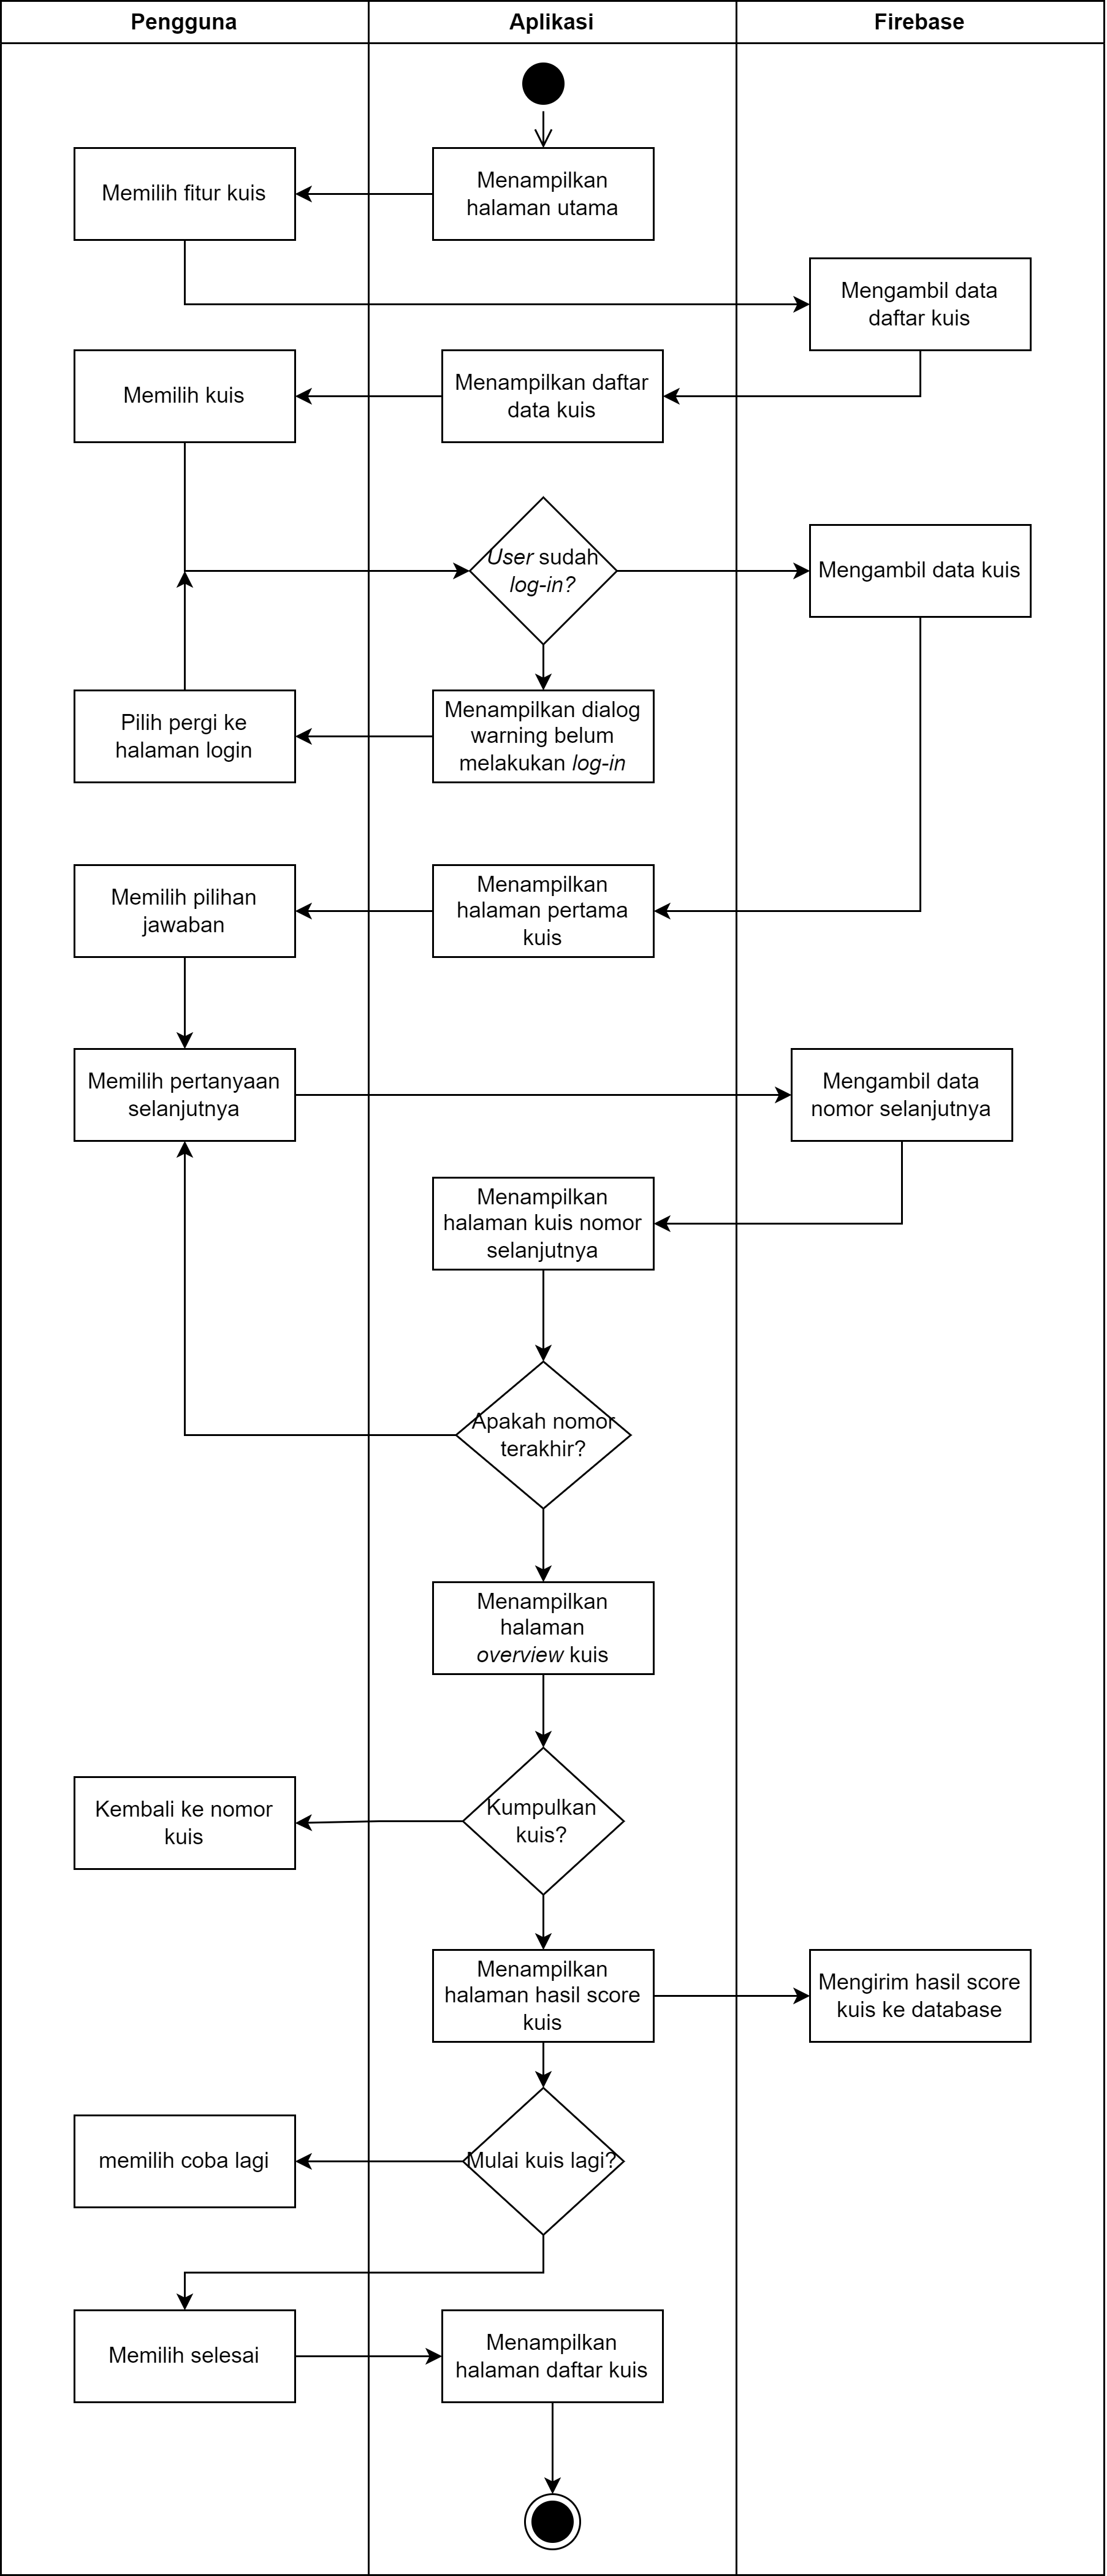 Pengguna
Aplikasi
Firebase
Memilih fitur kuis
Menampilkan
halaman utama
Mengambil data
daftar kuis
Memilih kuis
Menampilkan daftar
data kuis
User sudah
log-in?
Mengambil data kuis
Pilih pergi ke
halaman login
Menampilkan dialog
warning belum
melakukan log-in
Memilih pilihan
jawaban
Menampilkan
halaman pertama
kuis
Memilih pertanyaan
selanjutnya
Mengambil data
nomor selanjutnya
Menampilkan
halaman kuis nomor
selanjutnya
Apakah nomor
terakhir?
Menampilkan
halaman
overview kuis
Kembali ke nomor
kuis
Kumpulkan
kuis?
Menampilkan
halaman hasil score
kuis
Mengirim hasil score
kuis ke database
memilih coba lagi
Mulai kuis lagi?
Memilih selesai
Menampilkan
halaman daftar kuis